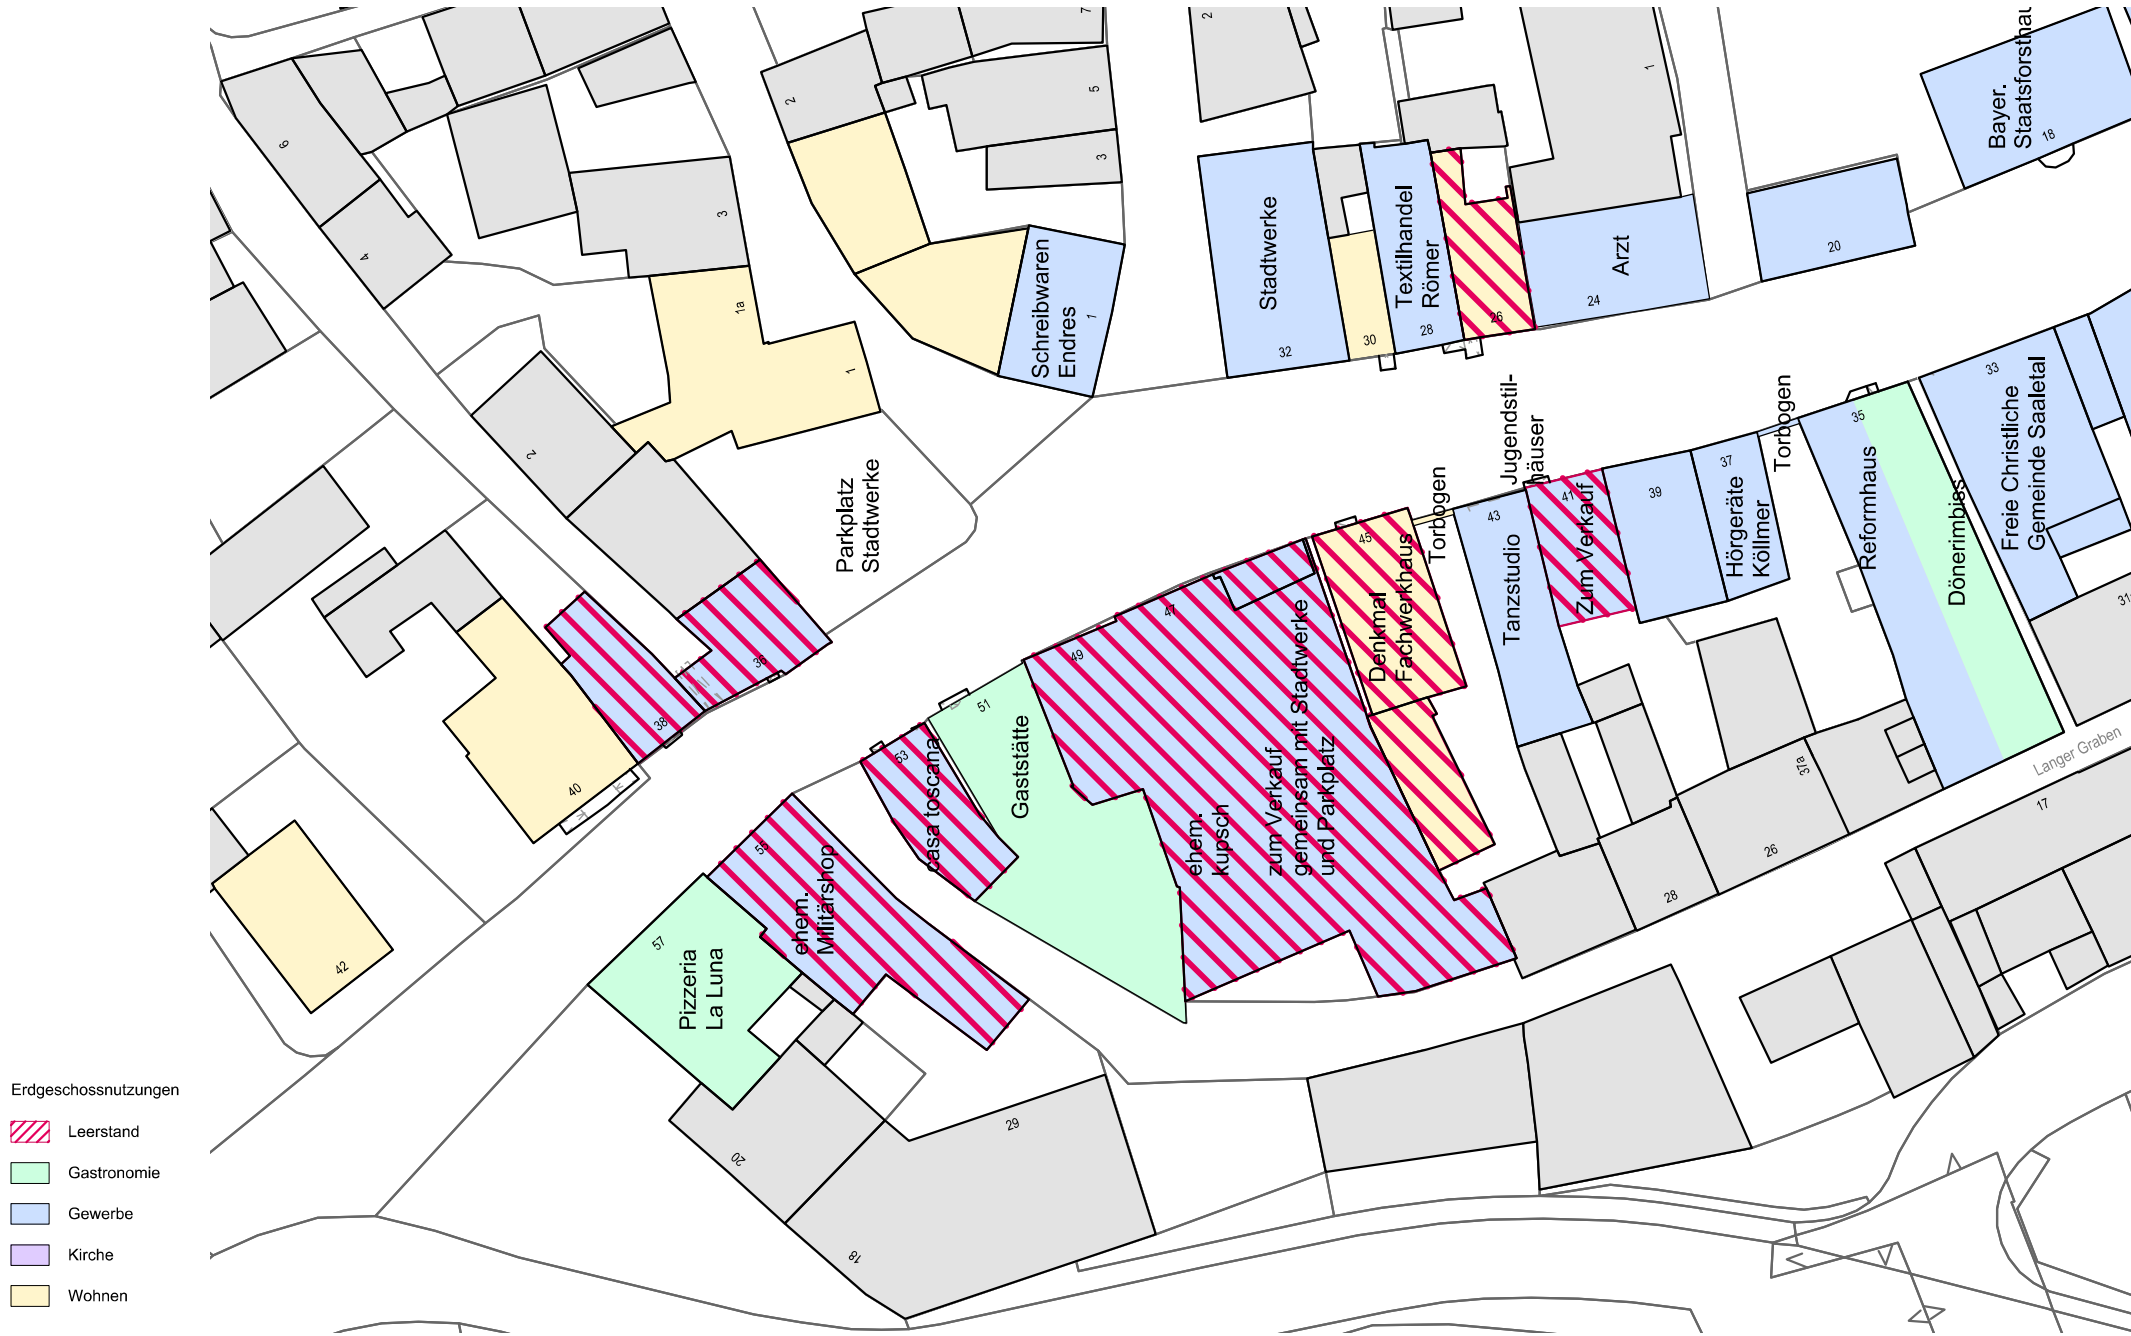 7
2
2
5
3
1
Bayer.
18
6
4
3
1a
1
2
Schreibwaren
Endres
1
Stadtwerke
32
30
Textilhandel
Römer
28
26
Arzt
24
20
33
Freie Christliche
Gemeinde Saaletal
35
Reformhaus
Dönerimbiss
Torbogen
37
Hörgeräte
Köllmer
39
41
Zum Verkauf
Jugendstil-
häuser
43
Tanzstudio
Torbogen
45
Denkmal
Fachwerkhaus
47
49
ehem.
kupsch
zum Verkauf
gemeinsam mit Stadtwerke
und Parkplatz
51
Gaststätte
53
casa toscana
ehem.
Militärshop
57
Pizzeria
La Luna
Parkplatz
Stadtwerke
36
38
40
42
37a
26
28
17
Langer Graben
29
20
18
Erdgeschossnutzungen
Leerstand
Gastronomie
Gewerbe
Kirche
Wohnen